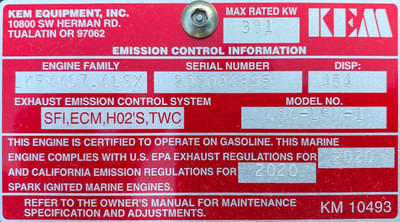 KEM EQUIPMENT, INC.
10800 SW HERMAN RD.
TUALATIN OR 97062
MAX RATED KW
391
KEM
EMISSION CONTROL INFORMATION
ENGINE FAMILY
SERIAL NUMBER
DISP:
454
EXHAUST EMISSION CONTROL SYSTEM
MODEL NO.
SFI,ECM,H02'S,TWC
THIS ENGINE IS CERTIFIED TO OPERATE ON GASOLINE. THIS MARINE
ENGINE COMPLIES WITH U.S. EPA EXHAUST REGULATIONS FOR 2020
AND CALIFORNIA EMISSION REGULATIONS FOR 2020
SPARK IGNITED MARINE ENGINES.
REFER TO THE OWNER'S MANUAL FOR MAINTENANCE
SPECIFICATION AND ADJUSTMENTS.
KM 10493